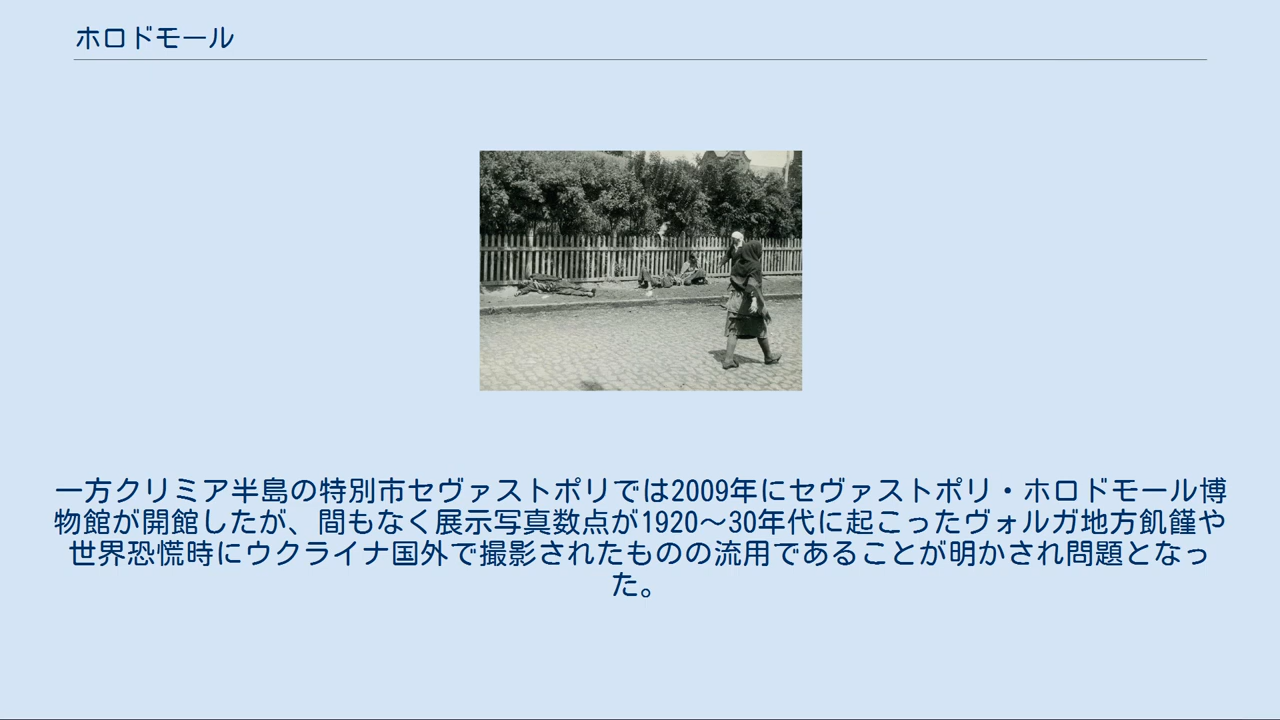 ホロドモール
一方クリミア半島の特別市セヴァストポリでは2009年にセヴァストポリ・ホロドモール博
物館が開館したが、間もなく展示写真数点が1920～30年代に起こったヴォルガ地方飢饉や
世界恐慌時にウクライナ国外で撮影されたものの流用であることが明かされ問題となっ
た。